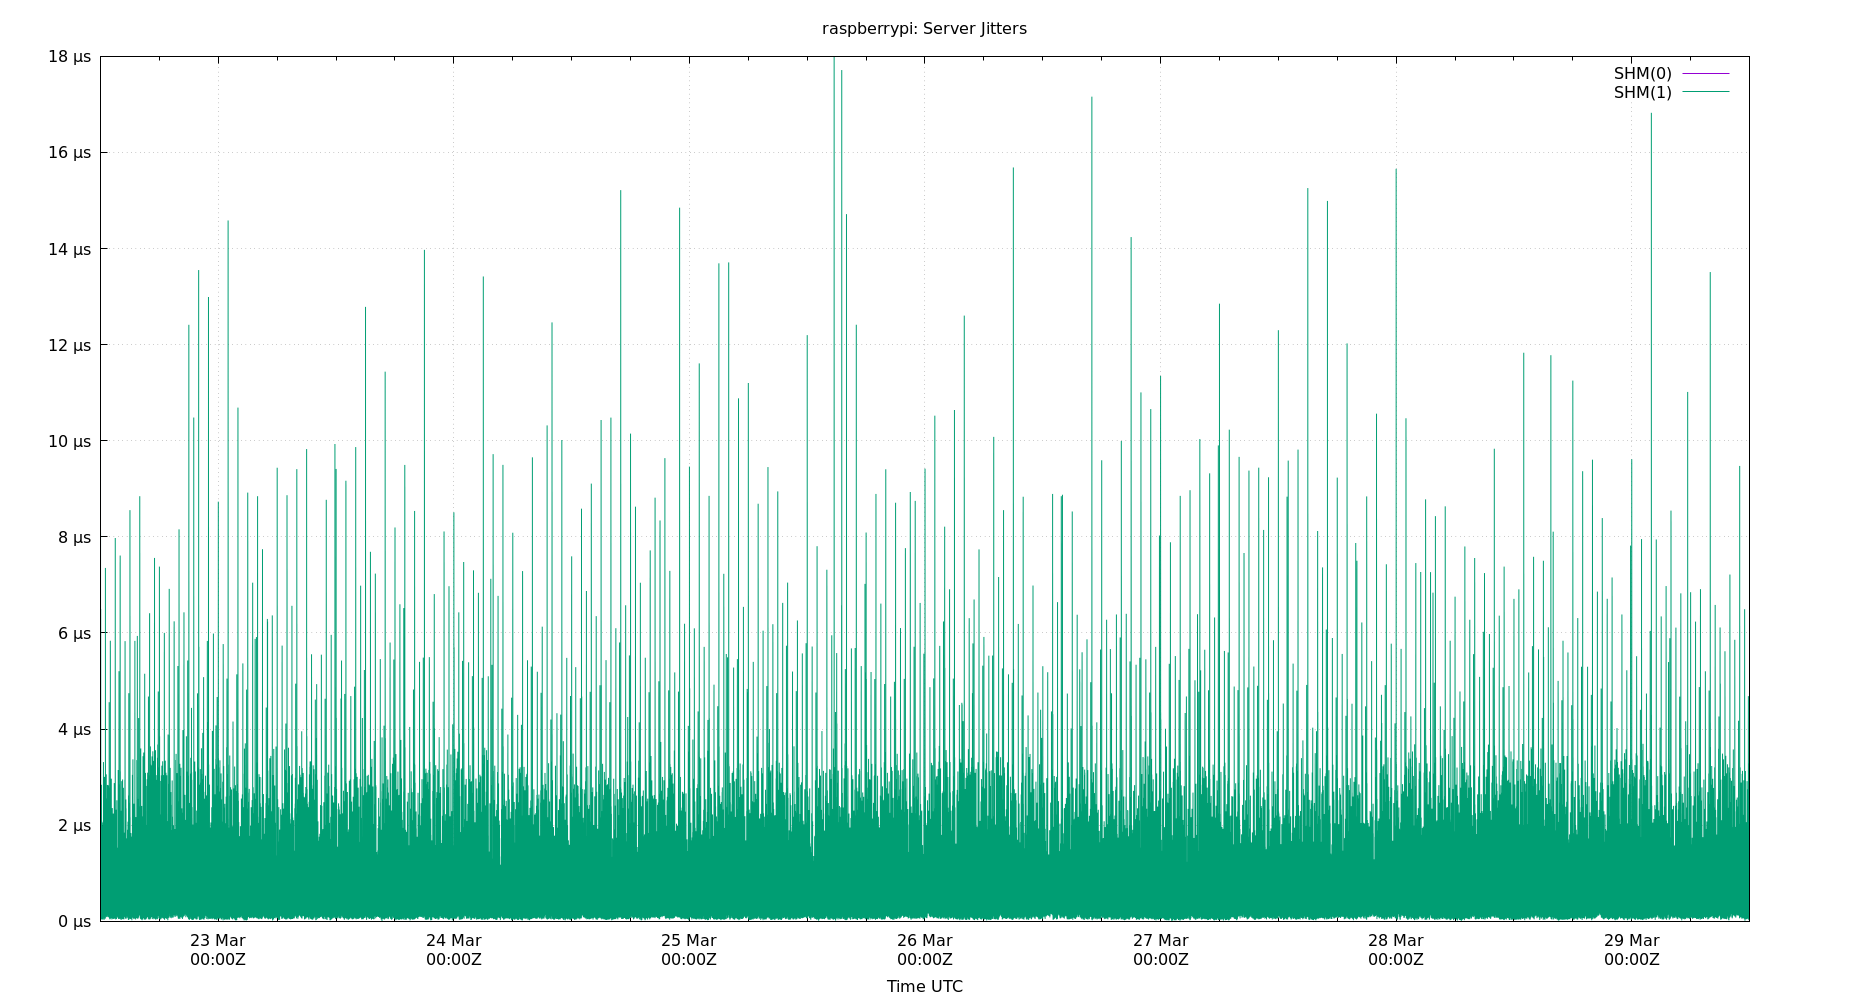 raspberrypi: Server Jitters
18 µs
16 µs
14 µs
12 µs
10 µs
8 µs
6 µs
4 µs
2 µs
0 µs
SHM(0)
SHM(1)
23 Mar
00:00Z
24 Mar
00:00Z
25 Mar
00:00Z
26 Mar
00:00Z
27 Mar
00:00Z
28 Mar
00:00Z
29 Mar
00:00Z
Time UTC